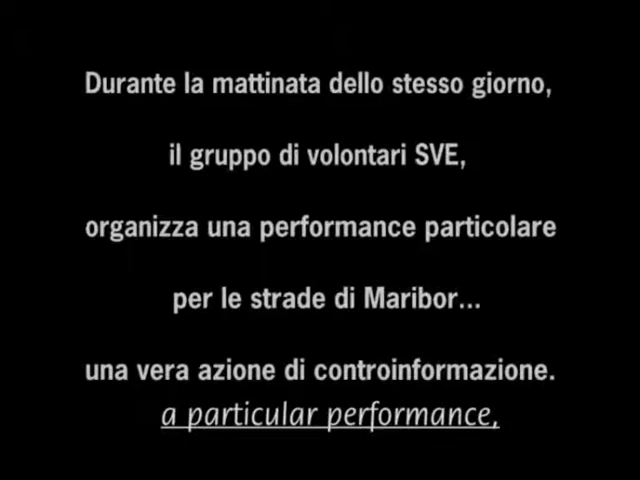 Durante la mattinata dello stesso giorno,
il gruppo di volontari SVE,
organizza una performance particolare
per le strade di Maribor...
una vera azione di controinformazione.
a particular performance,